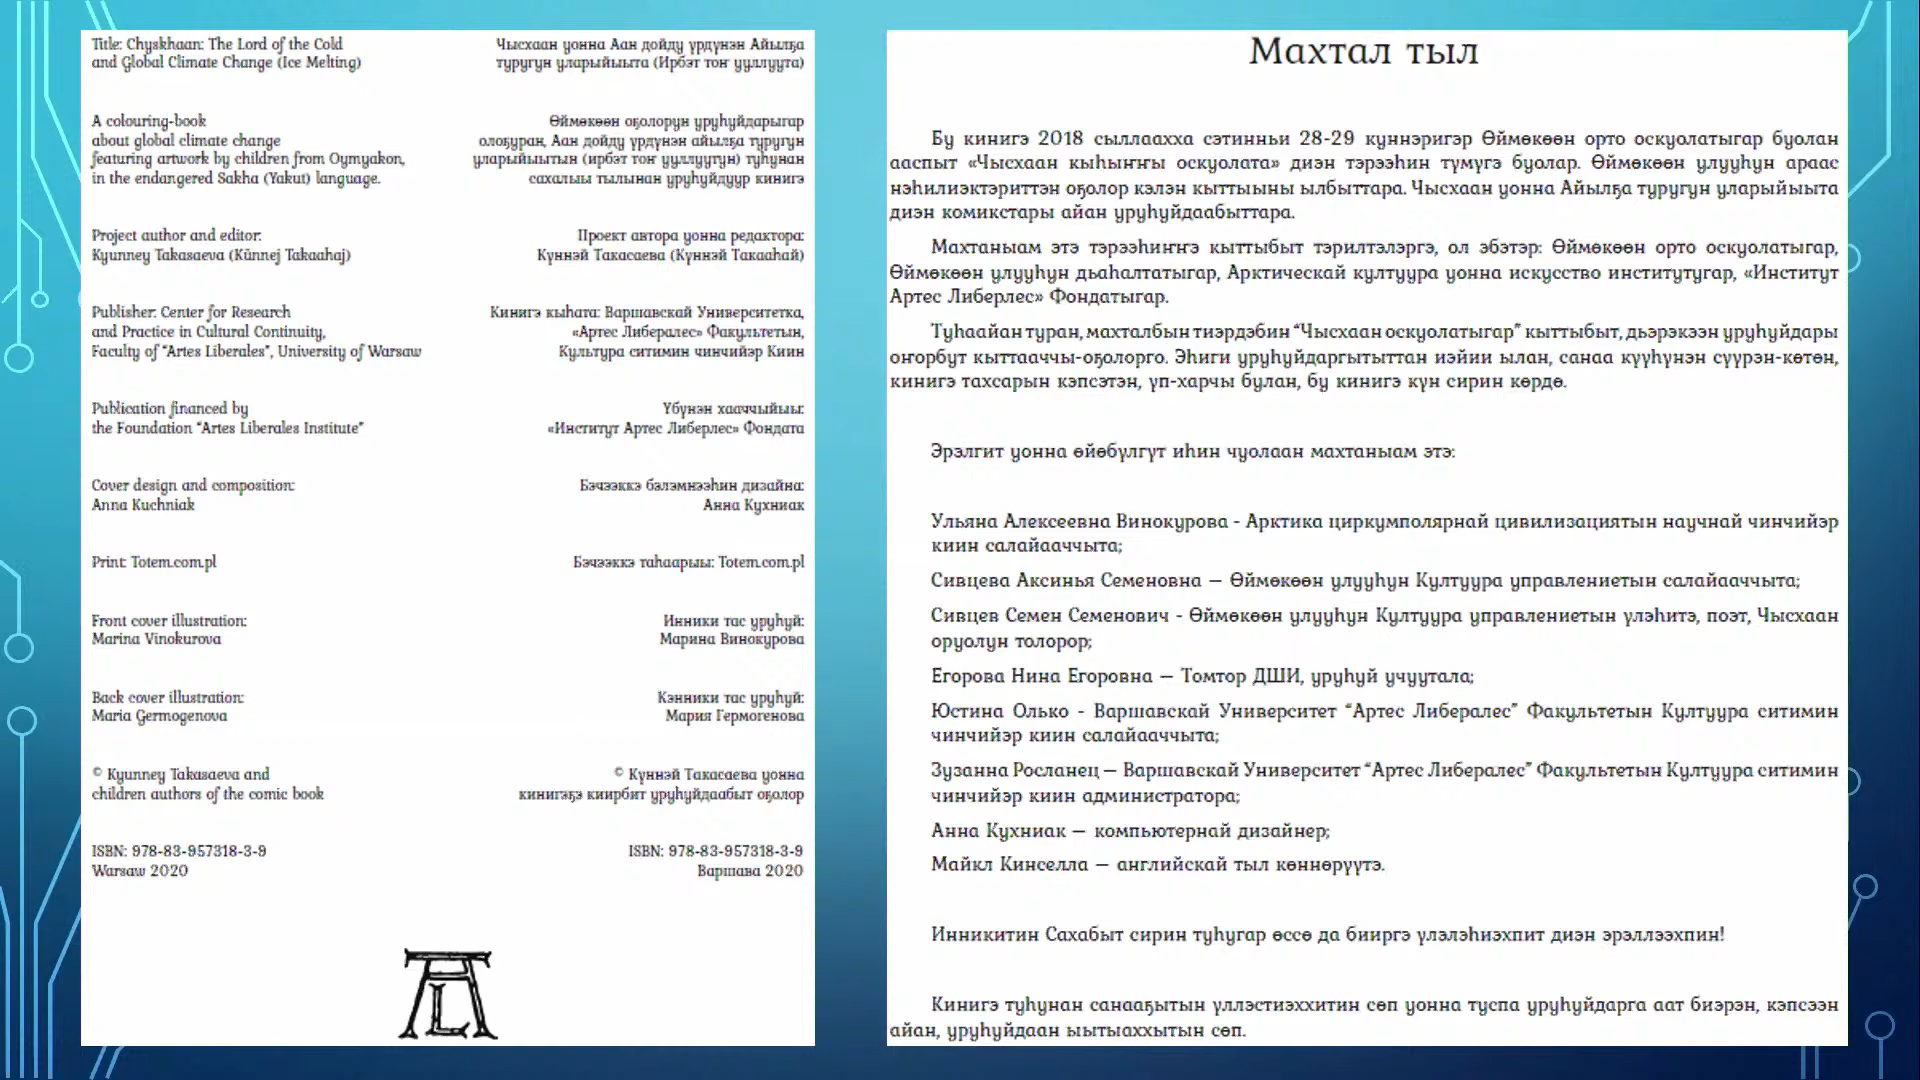 Title: Chyskhaan: The Lord of the Cold
and Global Climate Change (Ice Melting)
A colouring-book
about global climate change
featuring artwork by children from Oymyakon,
in the endangered Sakha (Yakut) language.
Project author and editor:
Kyunney Takasaeva (Künnej Takaahaj)
Publisher: Center for Research
and Practice in Cultural Continuity,
Faculty of “Artes Liberales”, University of Warsaw
Publication financed by
the Foundation “Artes Liberales Institute”
Cover design and composition:
Anna Kuchniak
Print: Totem.com.pl
Front cover illustration:
Marina Vinokurova
Back cover illustration:
Maria Germogenova
© Kyunney Takasaeva and
children authors of the comic book
ISBN: 978-83-957318-3-9
Warsaw 2020
Чысхаан уонна Аан дойду үрдүнэн Айылҕа
туругун уларыйыыта (Ирбэт тоҥ ууллуута)
Өймөкөөн оҕолорун уруһуйдарыгар
олоҕуран, Аан дойду үрдүнэн айылҕа туругун
уларыйыытын (ирбэт тоҥ ууллуутун) туһунан
сахалыы тылынан уруһуйдуур кинигэ
Проект автора уонна редактора:
Күннэй Такасаева (Күннэй Такааһай)
Кинигэ кыһата: Варшавскай Университетка,
«Артес Либералес» Факультетын,
Культура ситимин чинчийэр Киин
Үбүнэн хааччыйыы:
«Институт Артес Либерлес» Фондата
Бэчээккэ бэлэмнээһин дизайна:
Анна Кухниак
Бэчээккэ таһаарыы: Totem.com.pl
Инники тас уруһуй:
Марина Винокурова
Кэнники тас уруһуй:
Мария Гермогенова
© Күннэй Такасаева уонна
кинигэҕэ киирбит уруһуйдаабыт оҕолор
ISBN: 978-83-957318-3-9
Варшава 2020
AL
Махтал тыл
Бу кинигэ 2018 сыллаахха сэтинньи 28-29 күннэригэр Өймөкөөн орто оскуолатыгар буолан
ааспыт «Чысхаан кыһыҥҥы оскуолата» диэн тэрээһин түмүгэ буолар. Өймөкөөн улууһун араас
нэһилиэктэриттэн оҕолор кэлэн кыттыыны ылбыттара. Чысхаан уонна Айылҕа туругун уларыйыыта
диэн комикстары айан уруһуйдаабыттара.
Махтаныам этэ тэрээһиҥҥэ кыттыбыт тэрилтэлэргэ, ол эбэтэр: Өймөкөөн орто оскуолатыгар,
Өймөкөөн улууһун дьаһалтатыгар, Арктическай култуура уонна искусство институтугар, «Институт
Артес Либерлес» Фондатыгар.
Туһаайан туран, махталбын тиэрдэбин “Чысхаан оскуолатыгар” кыттыбыт, дьэрэкээн уруһуйдары
оҥорбут кыттааччы-оҕолорго. Эһиги уруһуйдаргытыттан иэйии ылан, санаа күүһүнэн сүүрэн-көтөн,
кинигэ тахсарын кэпсэтэн, үп-харчы булан, бу кинигэ күн сирин көрдө.
Эрэлгит уонна өйөбүлгүт иһин чуолаан махтаныам этэ:
Ульяна Алексеевна Винокурова - Арктика циркумполярнай цивилизациятын научнай чинчийэр
киин салайааччыта;
Сивцева Аксинья Семеновна – Өймөкөөн улууһун Култуура управлениетын салайааччыта;
Сивцев Семен Семенович - Өймөкөөн улууһун Култуура управлениетын үлэһитэ, поэт, Чысхаан
оруолун толорор;
Егорова Нина Егоровна – Томтор ДШИ, уруһуй учуутала;
Юстина Олько - Варшавскай Университет “Артес Либералес” Факультетын Култуура ситимин
чинчийэр киин салайааччыта;
Зузанна Росланец – Варшавскай Университет “Артес Либералес” Факультетын Култуура ситимин
чинчийэр киин администратора;
Анна Кухниак – компьютернай дизайнер;
Майкл Кинселла – английскай тыл көннөрүүтэ.
Инникитин Сахабыт сирин туһугар өссө да бииргэ үлэлэһиэхпит диэн эрэллээхпин!
Кинигэ туһунан санааҕытын үллэстиэххитин сөп уонна туспа уруһуйдарга аат биэрэн, кэпсээн
айан, уруһуйдаан ыытыаххытын сөп.